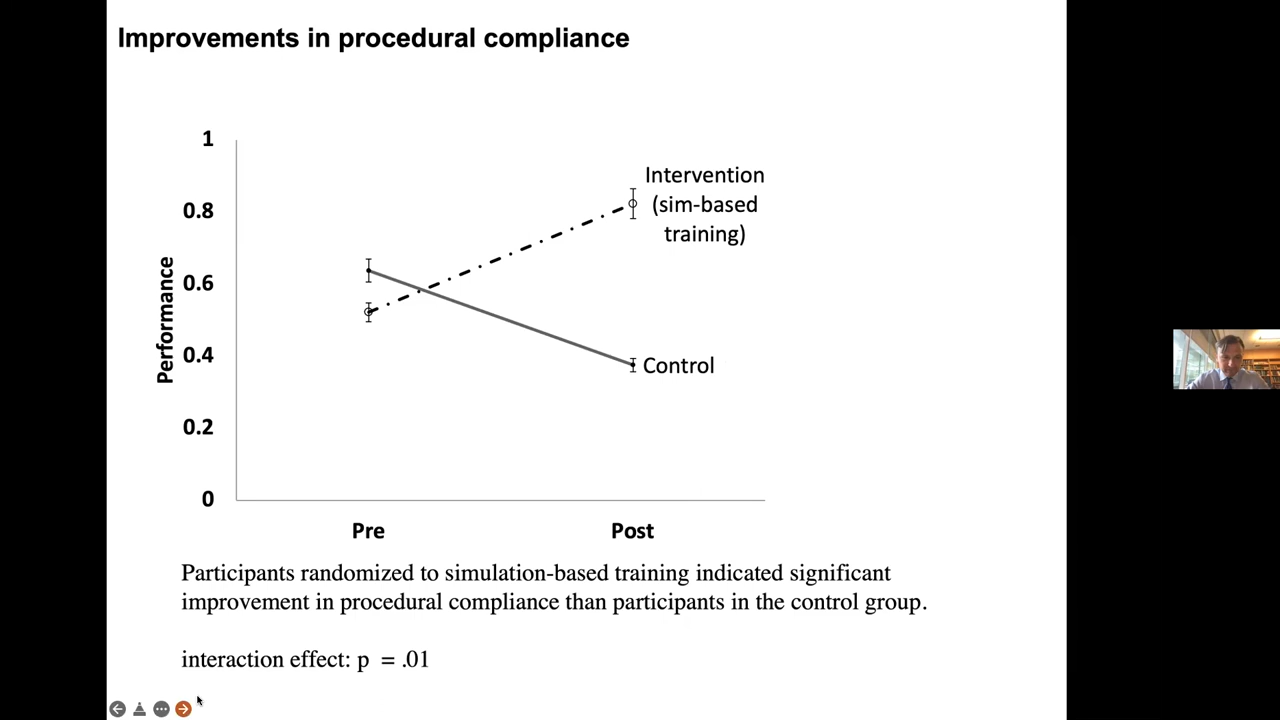 Improvements in procedural compliance
1
0.8
0.6
0.4
0.2
0
Performance
Intervention
(sim-based
training)
Control
Pre
Post
Participants randomized to simulation-based training indicated significant
improvement in procedural compliance than participants in the control group.
interaction effect: p = .01